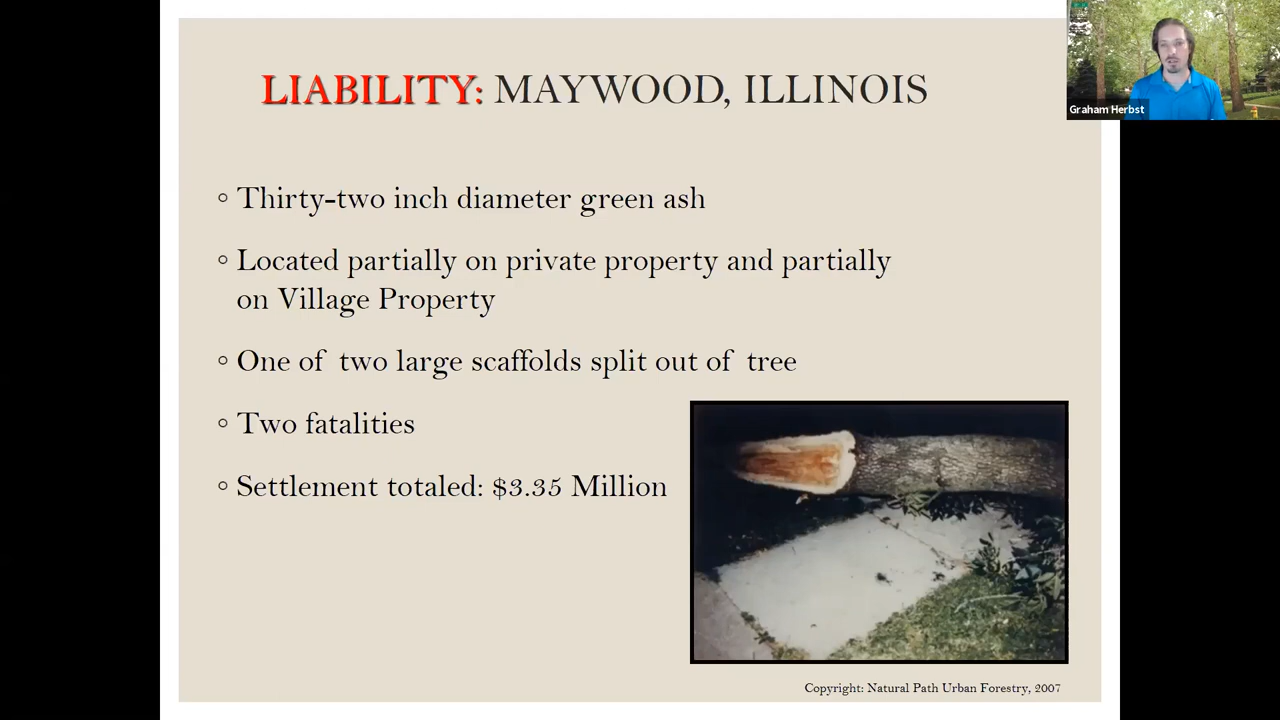 LIABILITY: MAYWOOD, ILLINOIS
Graham Herbst
◦ Thirty-two inch diameter green ash
◦ Located partially on private property and partially
on Village Property
◦ One of two large scaffolds split out of tree
◦ Two fatalities
◦ Settlement totaled: $3.35 Million
Copyright: Natural Path Urban Forestry, 2007